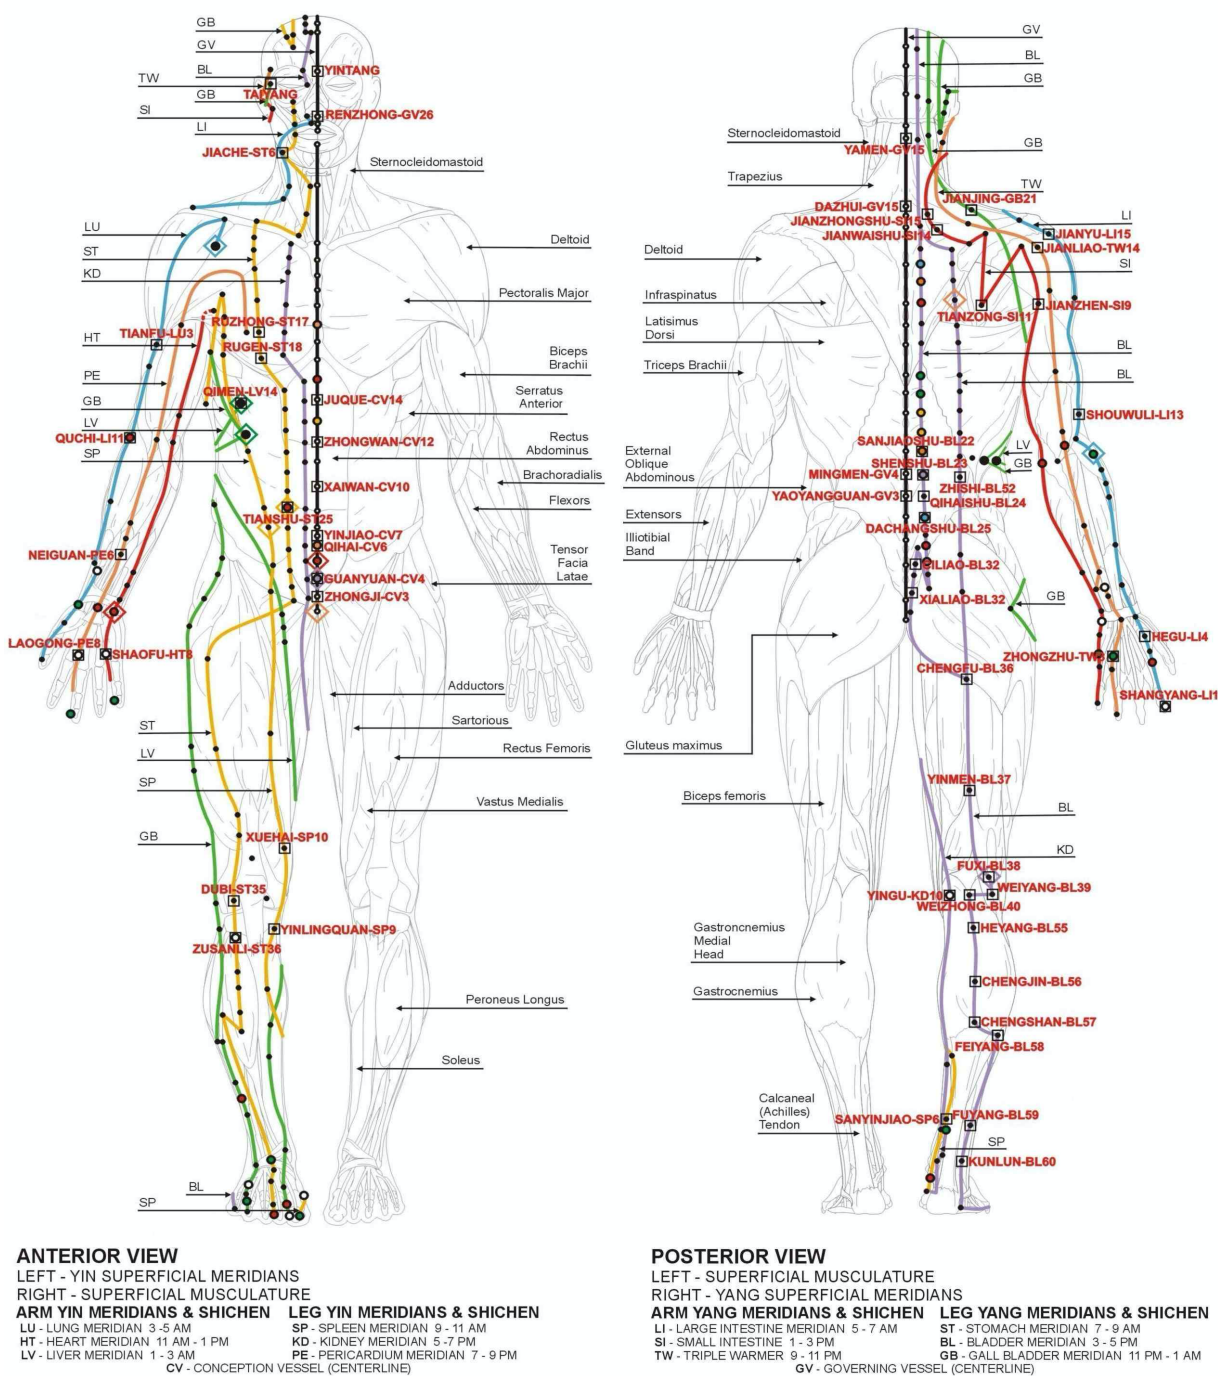 GB
GV
GV
BL
BL
YINTANG
TW
TAIYANG
GB
GB
SI
RENZHONG-GV26
LI
JIACHE-ST6
Sternocleidomastoid
Sternocleidomastoid
YAMEN-GV15
GB
Trapezius
TW
JIANJING-GB21
DAZHUI-GV15
JIANZHONGSHU-SI15
LI
LU
JIANWAISHU-SI14
JIANYU-LI15
Deltoid
Deltoid
JIANLIAO-TW14
ST
SI
KD
Pectoralis Major
Infraspinatus
TIANZONG-SI11
JIANZHEN-SI9
RUZHONG-ST17
TIANFU-LU3
HT
RUGEN-ST18
Latisimus
Dorsi
BL
Biceps
Brachii
Triceps Brachii
PE
BL
QIMEN-LV14
Serratus
Anterior
GB
JUQUE-CV14
SHOUWULI-LI13
LV
QUCHI-LI11
ZHONGWAN-CV12
Rectus
Abdominus
SANJIAOSHU-BL22
LV
SP
External
Oblique
Abdominous
SHENSHU-BL23
GB
MINGMEN-GV4
Brachoradialis
XAIWAN-CV10
ZHISHI-BL52
YAOYANGGUAN-GV3
QIHAISHU-BL24
Flexors
TIANSHU-ST25
Extensors
DACHANGSHU-BL25
YINJIAO-CV7
QIHAI-CV6
Illiotibial
Band
NEIGUAN-PE6
Tensor
Facia
Latae
ILIAO-BL32
GUANYUAN-CV4
ZHONGJI-CV3
XIALIAO-BL32
GB
LAOGONG-PE8
SHAOFU-HT8
HEGU-LI4
ZHONGZHU-TW3
CHENGFU-BL36
Adductors
SHANGYANG-LI1
ST
Sartorious
LV
Rectus Femoris
Gluteus maximus
SP
YINMEN-BL37
Vastus Medialis
Biceps femoris
BL
GB
XUEHAI-SP10
KD
FUXI-BL38
DUBI-ST35
YINGU-KD10
WEIYANG-BL39
WEIZHONG-BL40
YINLINGQUAN-SP9
HEYANG-BL55
ZUSANLI-ST36
Gastroncnemius
Medial
Head
CHENGJIN-BL56
Peroneus Longus
Gastrocnemius
CHENGSHAN-BL57
FEIYANG-BL58
Soleus
Calcaneal
(Achilles)
Tendon
SANYINJIAO-SP6
FUYANG-BL59
SP
KUNLUN-BL60
BL
SP
ANTERIOR VIEW
LEFT - YIN SUPERFICIAL MERIDIANS
RIGHT - SUPERFICIAL MUSCULATURE
ARM YIN MERIDIANS & SHICHEN
LU - LUNG MERIDIAN 3 -5 AM
HT - HEART MERIDIAN 11 AM - 1 PM
LV - LIVER MERIDIAN 1 - 3 AM
LEG YIN MERIDIANS & SHICHEN
SP - SPLEEN MERIDIAN 9 - 11 AM
KD - KIDNEY MERIDIAN 5 -7 PM
PE - PERICARDIUM MERIDIAN 7 - 9 PM
CV - CONCEPTION VESSEL (CENTERLINE)
POSTERIOR VIEW
LEFT - SUPERFICIAL MUSCULATURE
RIGHT - YANG SUPERFICIAL MERIDIANS
ARM YANG MERIDIANS & SHICHEN
LI - LARGE INTESTINE MERIDIAN 5 - 7 AM
SI - SMALL INTESTINE 1 - 3 PM
TW - TRIPLE WARMER 9 - 11 PM
LEG YANG MERIDIANS & SHICHEN
ST - STOMACH MERIDIAN 7 - 9 AM
BL - BLADDER MERIDIAN 3 - 5 PM
GB - GALL BLADDER MERIDIAN 11 PM - 1 AM
GV - GOVERNING VESSEL (CENTERLINE)